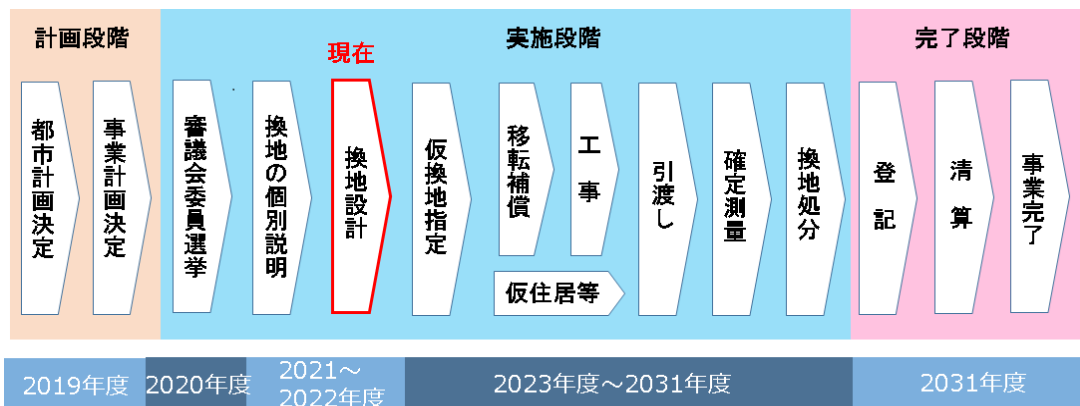 計画段階
実施段階
完了段階
現在
都市計画決定
事業計画決定
審議会委員選挙
換地の個別説明
換地設計
仮換地指定
移転補償
工事
仮住居等
引渡し
確定測量
換地処分
登記
清算
事業完了
2019年度
2020年度
2021～
2022年度
2023年度～2031年度
2031年度